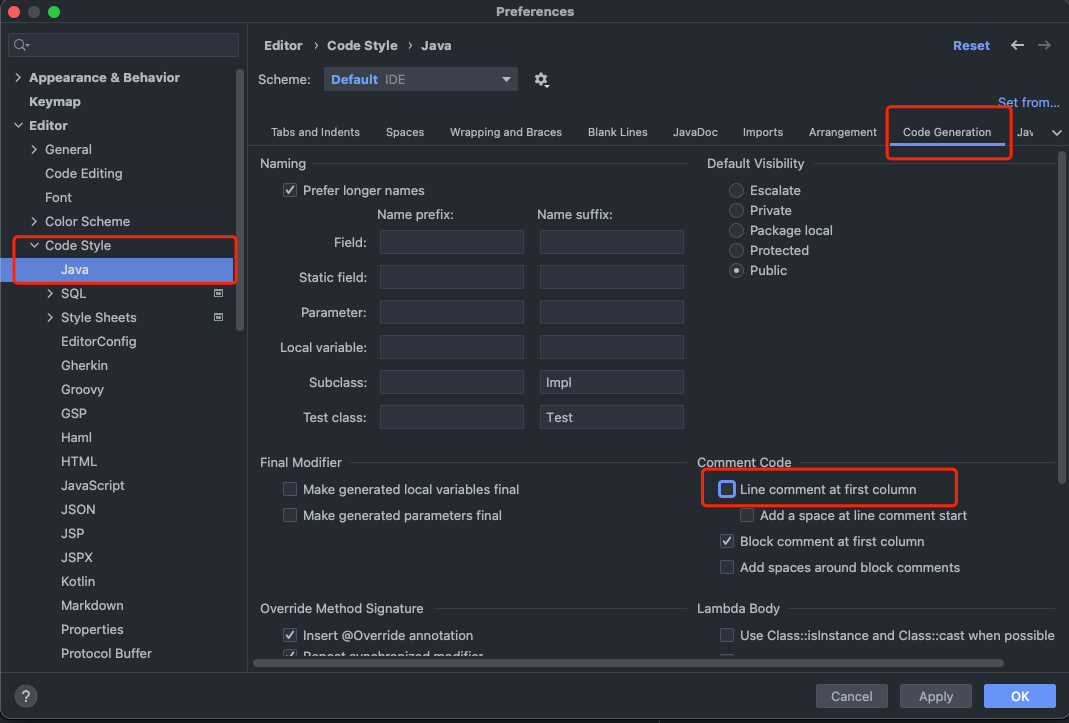 Preferences
Appearance & Behavior
Keymap
Editor
General
Code Editing
Font
Color Scheme
Code Style
Java
SQL
Style Sheets
EditorConfig
Gherkin
Groovy
GSP
Haml
HTML
JavaScript
JSON
JSP
JSPX
Kotlin
Markdown
Properties
Protocol Buffer
Editor › Code Style › Java
Reset
Scheme: Default IDE
Set from...
Tabs and Indents Spaces Wrapping and Braces Blank Lines JavaDoc Imports Arrangement Code Generation Jav
Naming
Prefer longer names
Name prefix: Name suffix:
Field:
Static field:
Parameter:
Local variable:
Subclass: Impl
Test class: Test
Default Visibility
Escalate
Private
Package local
Protected
Public
Final Modifier
Make generated local variables final
Make generated parameters final
Comment Code
Line comment at first column
Add a space at line comment start
Block comment at first column
Add spaces around block comments
Override Method Signature
Insert @Override annotation
Repeat synchronized modifier
Lambda Body
Use Class::isInstance and Class::cast when possible
?
Cancel Apply OK